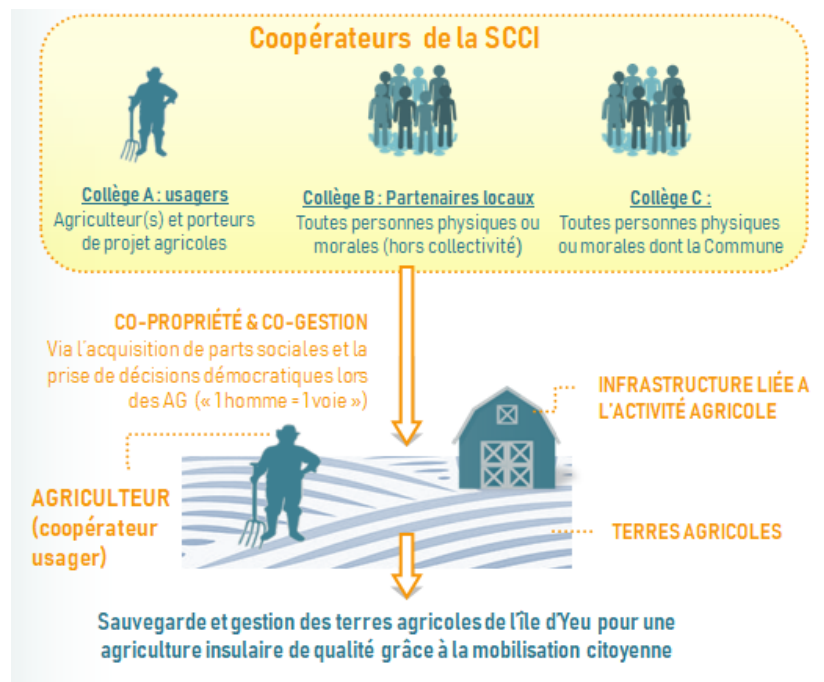 Coopérateurs de la SCCI
Collège A : usagers
Agriculteur(s) et porteurs
de projet agricoles
Collège B : Partenaires locaux
Toutes personnes physiques ou
morales (hors collectivité)
Collège C :
Toutes personnes physiques
ou morales dont la Commune
CO-PROPRIÉTÉ & CO-GESTION
Via l'acquisition de parts sociales et la
prise de décisions démocratiques lors
des AG (« 1 homme = 1 voie »)
INFRASTRUCTURE LIÉE A
L'ACTIVITÉ AGRICOLE
AGRICULTEUR
(coopérateur
usager)
TERRES AGRICOLES
Sauvegarde et gestion des terres agricoles de l'île d'Yeu pour une
agriculture insulaire de qualité grâce à la mobilisation citoyenne